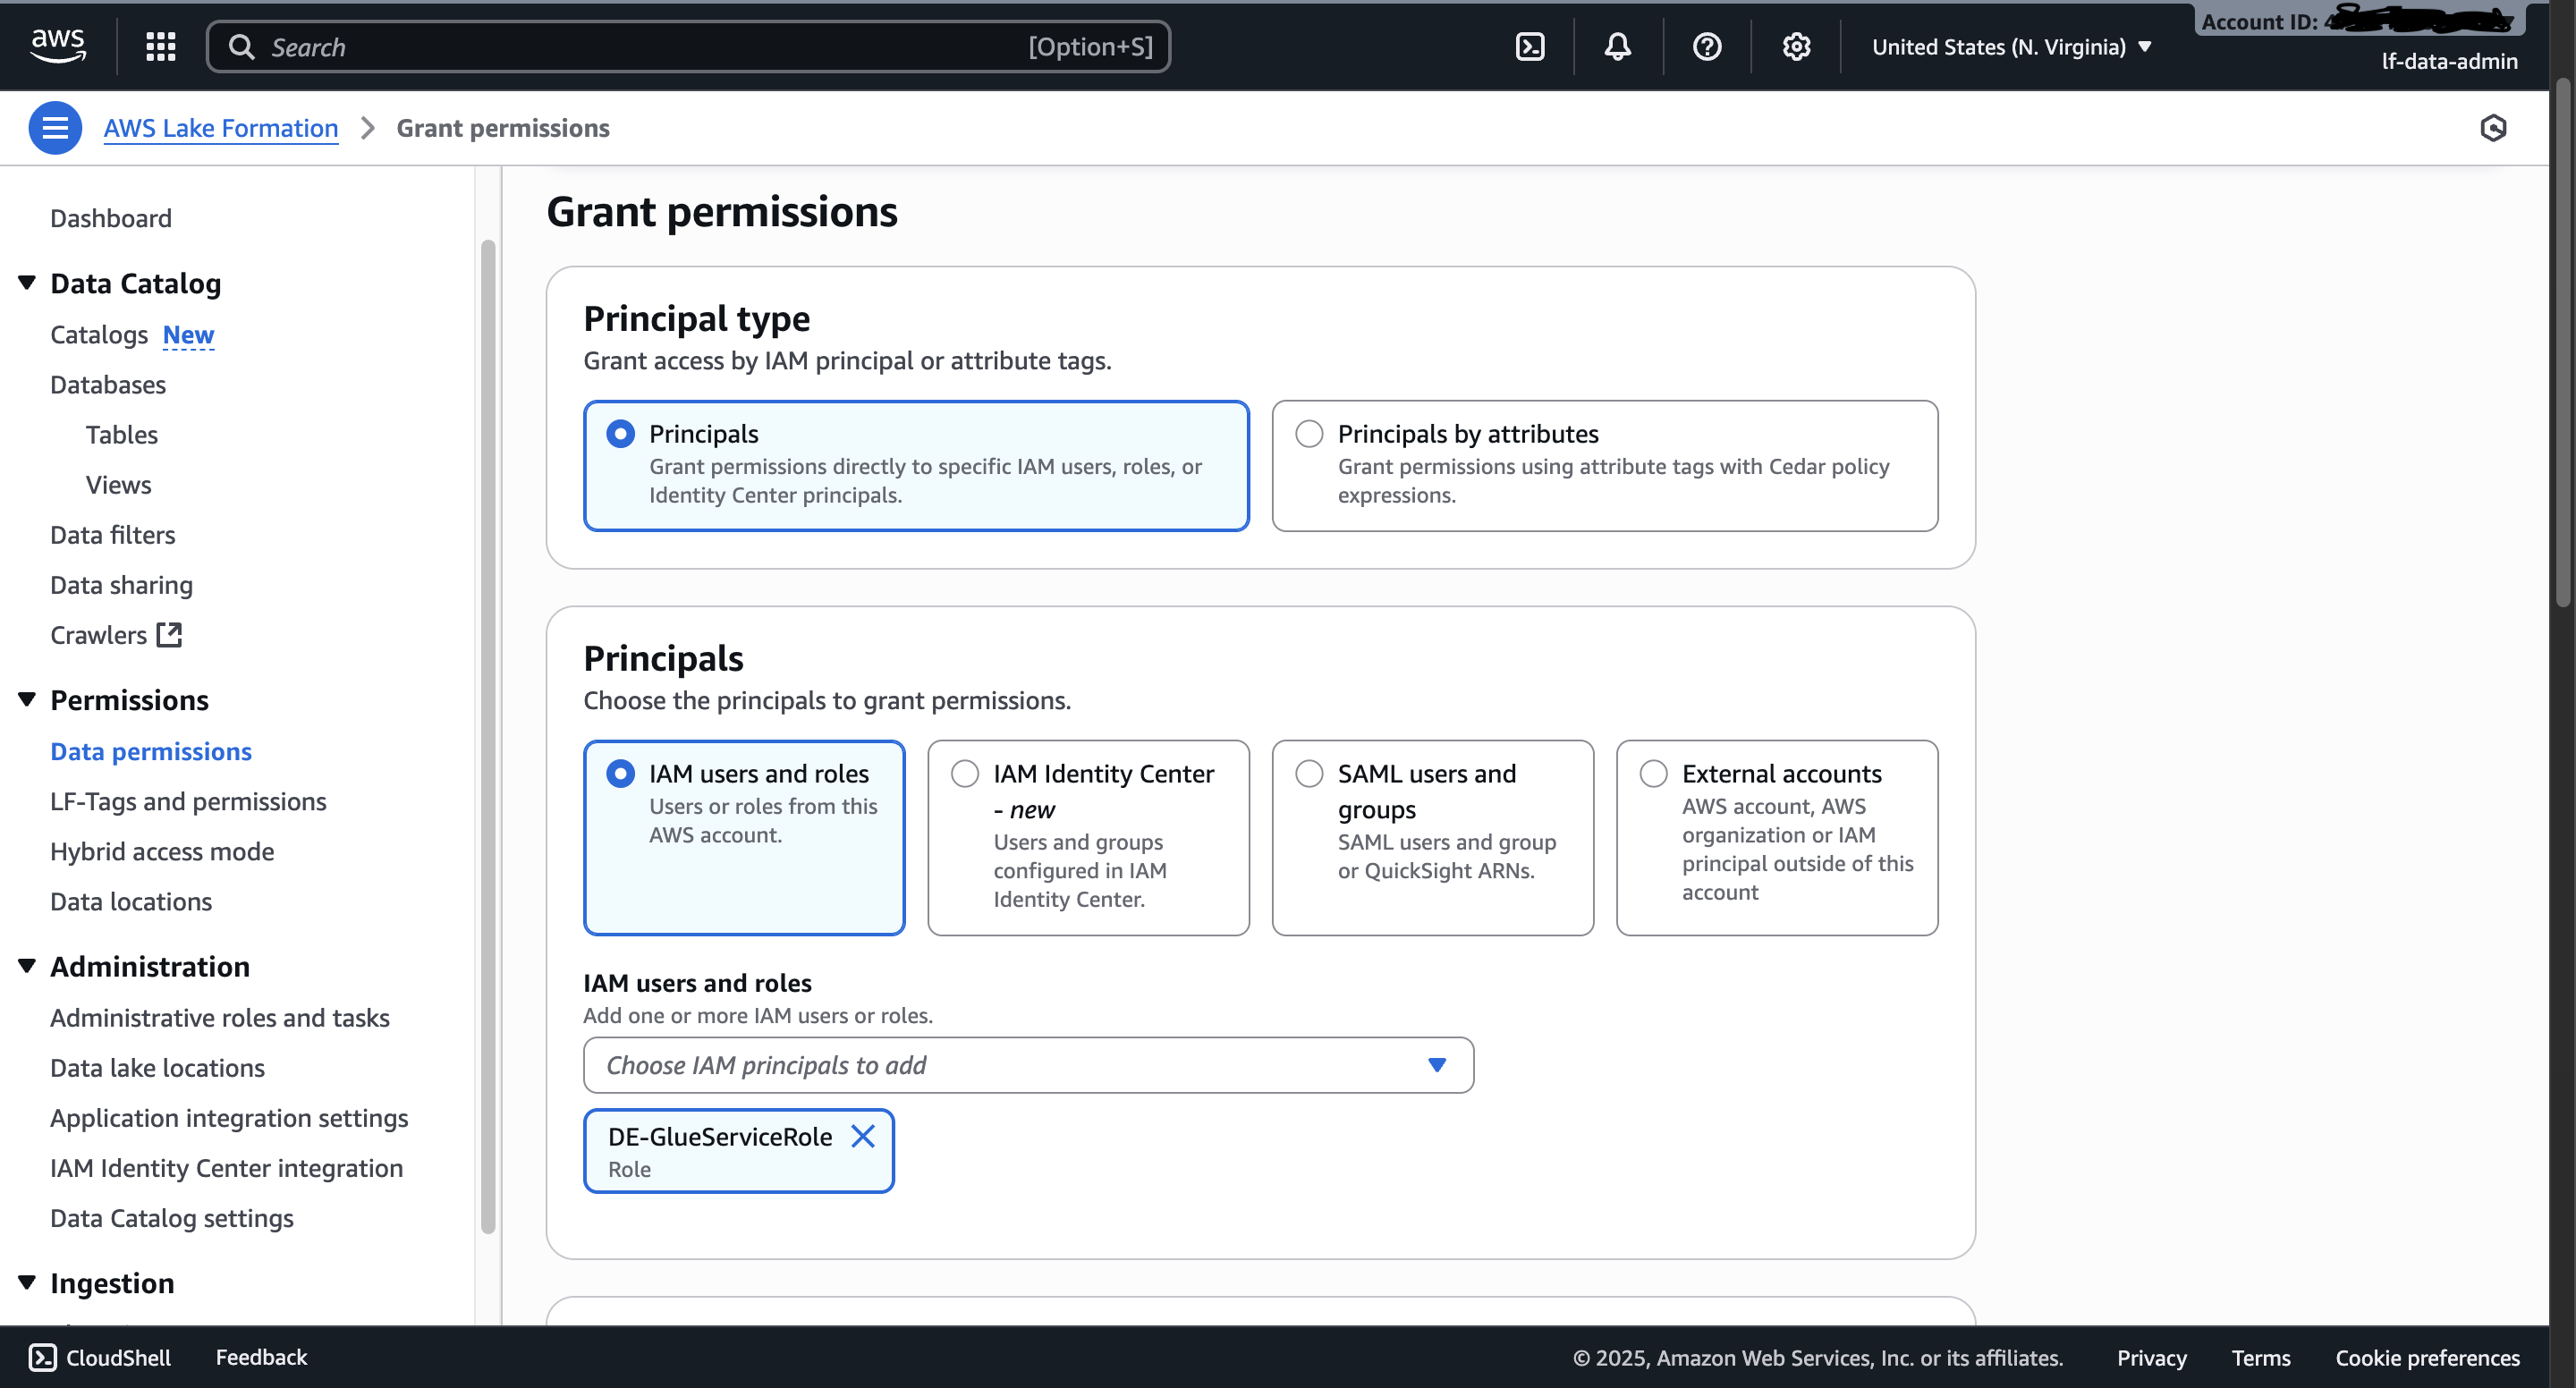 aws
Search
[Option+S]
United States (N. Virginia)
Account ID:
lf-data-admin
AWS Lake Formation
Grant permissions
Dashboard
Data Catalog
Catalogs New
Databases
Tables
Views
Data filters
Data sharing
Crawlers
Permissions
Data permissions
LF-Tags and permissions
Hybrid access mode
Data locations
Administration
Administrative roles and tasks
Data lake locations
Application integration settings
IAM Identity Center integration
Data Catalog settings
Ingestion
Grant permissions
Principal type
Grant access by IAM principal or attribute tags.
Principals
Grant permissions directly to specific IAM users, roles, or
Identity Center principals.
Principals by attributes
Grant permissions using attribute tags with Cedar policy
expressions.
Principals
Choose the principals to grant permissions.
IAM users and roles
Users or roles from this
AWS account.
IAM Identity Center
- new
Users and groups
configured in IAM
Identity Center.
SAML users and
groups
SAML users and group
or QuickSight ARNs.
External accounts
AWS account, AWS
organization or IAM
principal outside of this
account
IAM users and roles
Add one or more IAM users or roles.
Choose IAM principals to add
DE-GlueServiceRole
Role
CloudShell
Feedback
© 2025, Amazon Web Services, Inc. or its affiliates.
Privacy
Terms
Cookie preferences